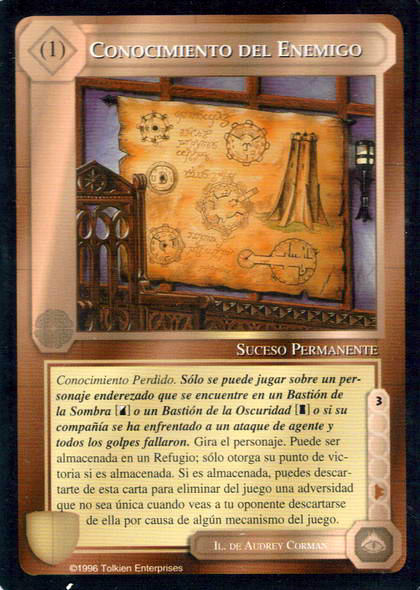 (1)
CONOCIMIENTO DEL ENEMIGO
SUCESO PERMANENTE
Conocimiento Perdido. Sólo se puede jugar sobre un per-
sonaje enderezado que se encuentre en un Bastión de
la Sombra [] o un Bastión de la Oscuridad [] o si su
compañía se ha enfrentado a un ataque de agente y
todos los golpes fallaron. Gira el personaje. Puede ser
almacenada en un Refugio; sólo otorga su punto de vic-
toria si es almacenada. Si es almacenada, puedes descar-
tarte de esta carta para eliminar del juego una adversidad
que no sea única cuando veas a tu oponente descartarse
de ella por causa de algún mecanismo del juego.
3
IL. DE AUDREY CORMAN
©1996 Tolkien Enterprises